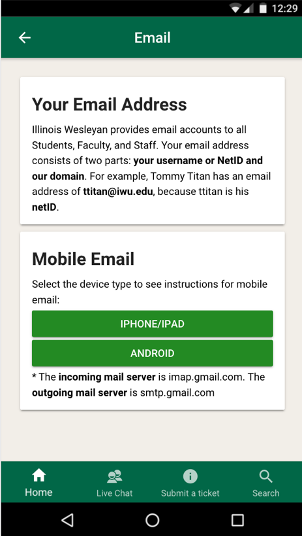 12:29
Email
Your Email Address
Illinois Wesleyan provides email accounts to all
Students, Faculty, and Staff. Your email address
consists of two parts: your username or NetID and
our domain. For example, Tommy Titan has an email
address of ttitan@iwu.edu, because ttitan is his
netID.
Mobile Email
Select the device type to see instructions for mobile
email:
IPHONE/IPAD
ANDROID
* The incoming mail server is imap.gmail.com. The
outgoing mail server is smtp.gmail.com
Home Live Chat Submit a ticket Search